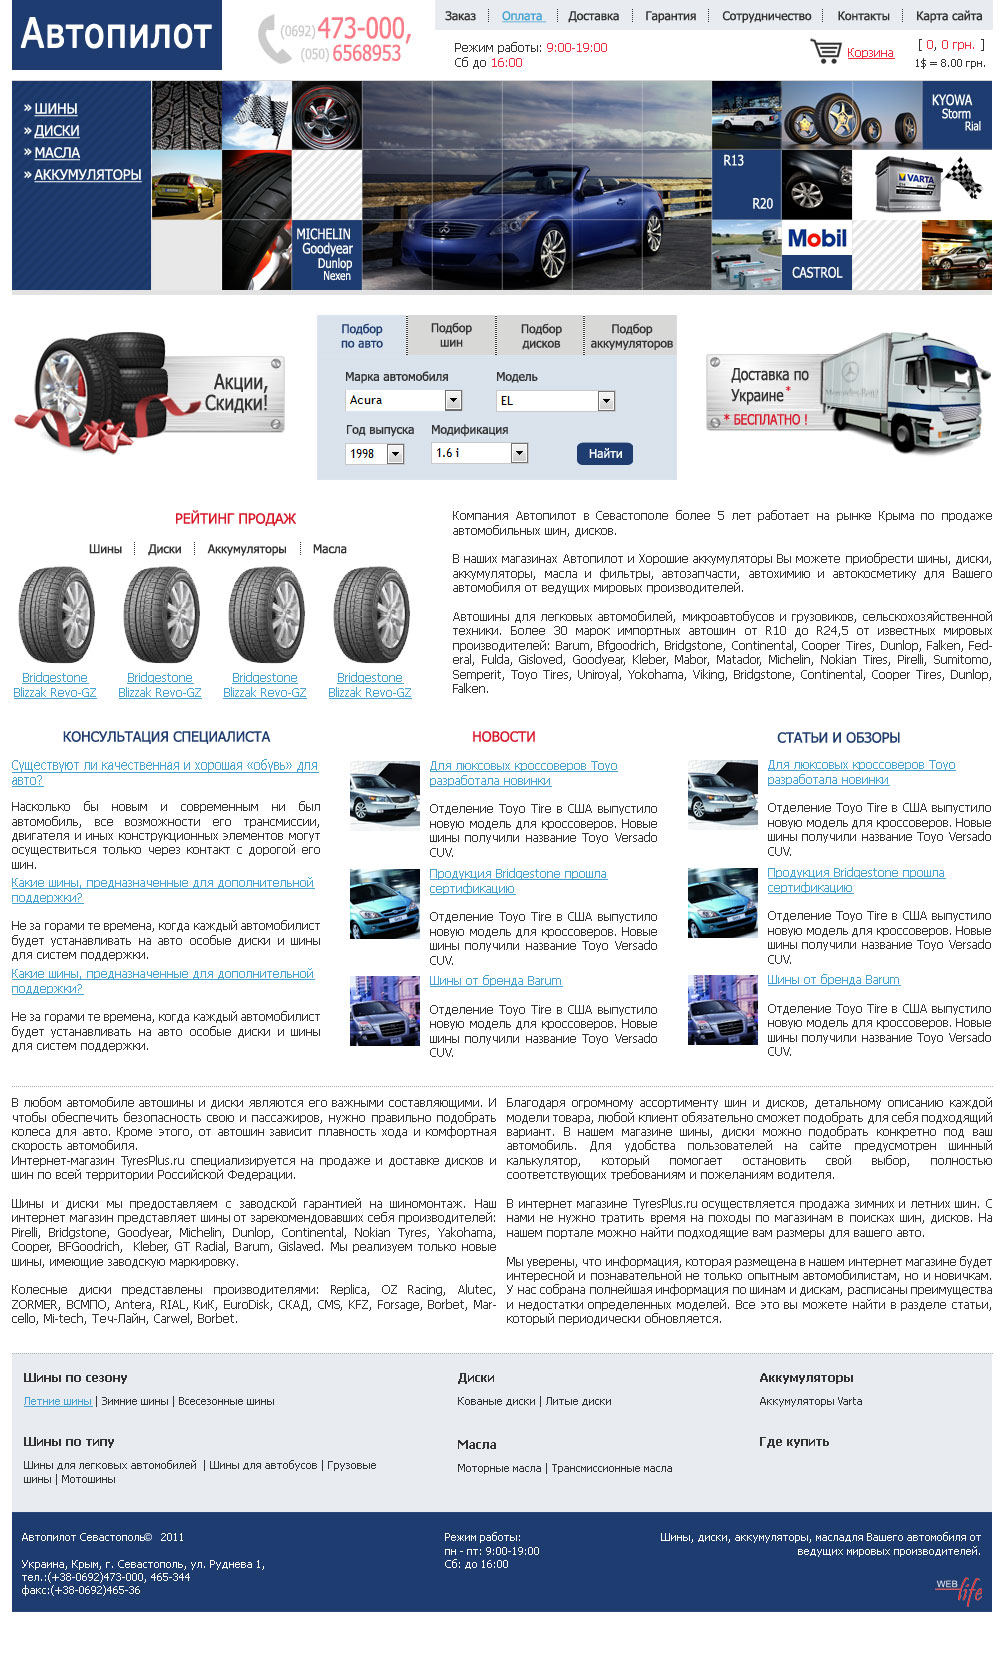 Автопилот
(0692) 473-000,
(050) 6568953
Заказ
Оплата
Доставка
Гарантия
Сотрудничество
Контакты
Карта сайта
Режим работы: 9:00-19:00
Сб до 16:00
Корзина
[ 0, 0 грн. ]
1$ = 8.00 грн.
» ШИНЫ
» ДИСКИ
» МАСЛА
» АККУМУЛЯТОРЫ
MICHELIN
Goodyear
Dunlop
Nexen
KYOWA
Storm
Rial
R13
R20
VARTA
Mobil
CASTROL
Акции,
Скидки!
Подбор
по авто
Подбор
шин
Подбор
дисков
Подбор
аккумуляторов
Марка автомобиля
Модель
Acura
EL
Год выпуска
Модификация
1998
1.6 i
Найти
Доставка по
Украине*
* БЕСПЛАТНО !
Mercedes-Benz
РЕЙТИНГ ПРОДАЖ
Шины
Диски
Аккумуляторы
Масла
Bridgestone
Blizzak Revo-GZ
Bridgestone
Blizzak Revo-GZ
Bridgestone
Blizzak Revo-GZ
Bridgestone
Blizzak Revo-GZ
Компания Автопилот в Севастополе более 5 лет работает на рынке Крыма по продаже
автомобильных шин, дисков.
В наших магазинах Автопилот и Хорошие аккумуляторы Вы можете приобрести шины, диски,
аккумуляторы, масла и фильтры, автозапчасти, автохимию и автокосметику для Вашего
автомобиля от ведущих мировых производителей.
Автошины для легковых автомобилей, микроавтобусов и грузовиков, сельскохозяйственной
техники. Более 30 марок импортных автошин от R10 до R24,5 от известных мировых
производителей: Barum, Bfgoodrich, Bridgstone, Continental, Cooper Tires, Dunlop, Falken, Fed-
eral, Fulda, Gisloved, Goodyear, Kleber, Mabor, Matador, Michelin, Nokian Tires, Pirelli, Sumitomo,
Semperit, Toyo Tires, Uniroyal, Yokohama, Viking, Bridgstone, Continental, Cooper Tires, Dunlop,
Falken.
КОНСУЛЬТАЦИЯ СПЕЦИАЛИСТА
Существуют ли качественная и хорошая «обувь» для
авто?
Насколько бы новым и современным ни был
автомобиль, все возможности его трансмиссии,
двигателя и иных конструкционных элементов могут
осуществиться только через контакт с дорогой его
шин.
Какие шины, предназначенные для дополнительной
поддержки?
Не за горами те времена, когда каждый автомобилист
будет устанавливать на авто особые диски и шины
для систем поддержки.
Какие шины, предназначенные для дополнительной
поддержки?
Не за горами те времена, когда каждый автомобилист
будет устанавливать на авто особые диски и шины
для систем поддержки.
НОВОСТИ
Для люксовых кроссоверов Toyo
разработала новинки
Отделение Toyo Tire в США выпустило
новую модель для кроссоверов. Новые
шины получили название Toyo Versado
CUV.
Продукция Bridgestone прошла
сертификацию
Отделение Toyo Tire в США выпустило
новую модель для кроссоверов. Новые
шины получили название Toyo Versado
CUV.
Шины от бренда Barum
Отделение Toyo Tire в США выпустило
новую модель для кроссоверов. Новые
шины получили название Toyo Versado
CUV.
СТАТЬИ И ОБЗОРЫ
Для люксовых кроссоверов Toyo
разработала новинки
Отделение Toyo Tire в США выпустило
новую модель для кроссоверов. Новые
шины получили название Toyo Versado
CUV.
Продукция Bridgestone прошла
сертификацию
Отделение Toyo Tire в США выпустило
новую модель для кроссоверов. Новые
шины получили название Toyo Versado
CUV.
Шины от бренда Barum
Отделение Toyo Tire в США выпустило
новую модель для кроссоверов. Новые
шины получили название Toyo Versado
CUV.
В любом автомобиле автошины и диски являются его важными составляющими. И
чтобы обеспечить безопасность свою и пассажиров, нужно правильно подобрать
колеса для авто. Кроме этого, от автошин зависит плавность хода и комфортная
скорость автомобиля.
Интернет-магазин TyresPlus.ru специализируется на продаже и доставке дисков и
шин по всей территории Российской Федерации.
Шины и диски мы предоставляем с заводской гарантией на шиномонтаж. Наш
интернет магазин представляет шины от зарекомендовавших себя производителей:
Pirelli, Bridgstone, Goodyear, Michelin, Dunlop, Continental, Nokian Tyres, Yakohama,
Cooper, BFGoodrich, Kleber, GT Radial, Barum, Gislaved. Мы реализуем только новые
шины, имеющие заводскую маркировку.
Колесные диски представлены производителями: Replica, OZ Racing, Alutec,
ZORMER, ВСМПО, Antera, RIAL, КиК, EuroDisk, СКАД, CMS, KFZ, Forsage, Borbet, Mar-
cello, Mi-tech, Теч-Лайн, Carwel, Borbet.
Благодаря огромному ассортименту шин и дисков, детальному описанию каждой
модели товара, любой клиент обязательно сможет подобрать для себя подходящий
вариант. В нашем магазине шины, диски можно подобрать конкретно под ваш
автомобиль. Для удобства пользователей на сайте предусмотрен шинный
калькулятор, который помогает остановить свой выбор, полностью
соответствующих требованиям и пожеланиям водителя.
В интернет магазине TyresPlus.ru осуществляется продажа зимних и летних шин. С
нами не нужно тратить время на походы по магазинам в поисках шин, дисков. На
нашем портале можно найти подходящие вам размеры для вашего авто.
Мы уверены, что информация, которая размещена в нашем интернет магазине будет
интересной и познавательной не только опытным автомобилистам, но и новичкам.
У нас собрана полнейшая информация по шинам и дискам, расписаны преимущества
и недостатки определенных моделей. Все это вы можете найти в разделе статьи,
который периодически обновляется.
Шины по сезону
Летние шины | Зимние шины | Всесезонные шины
Шины по типу
Шины для легковых автомобилей | Шины для автобусов | Грузовые
шины | Мотошины
Диски
Кованые диски | Литые диски
Масла
Моторные масла | Трансмиссионные масла
Аккумуляторы
Аккумуляторы Varta
Где купить
Автопилот Севастополь© 2011
Украина, Крым, г. Севастополь, ул. Руднева 1,
тел.:(+38-0692)473-000, 465-344
факс:(+38-0692)465-36
Режим работы:
пн - пт: 9:00-19:00
Сб: до 16:00
Шины, диски, аккумуляторы, масладля Вашего автомобиля от
ведущих мировых производителей.
WEB life